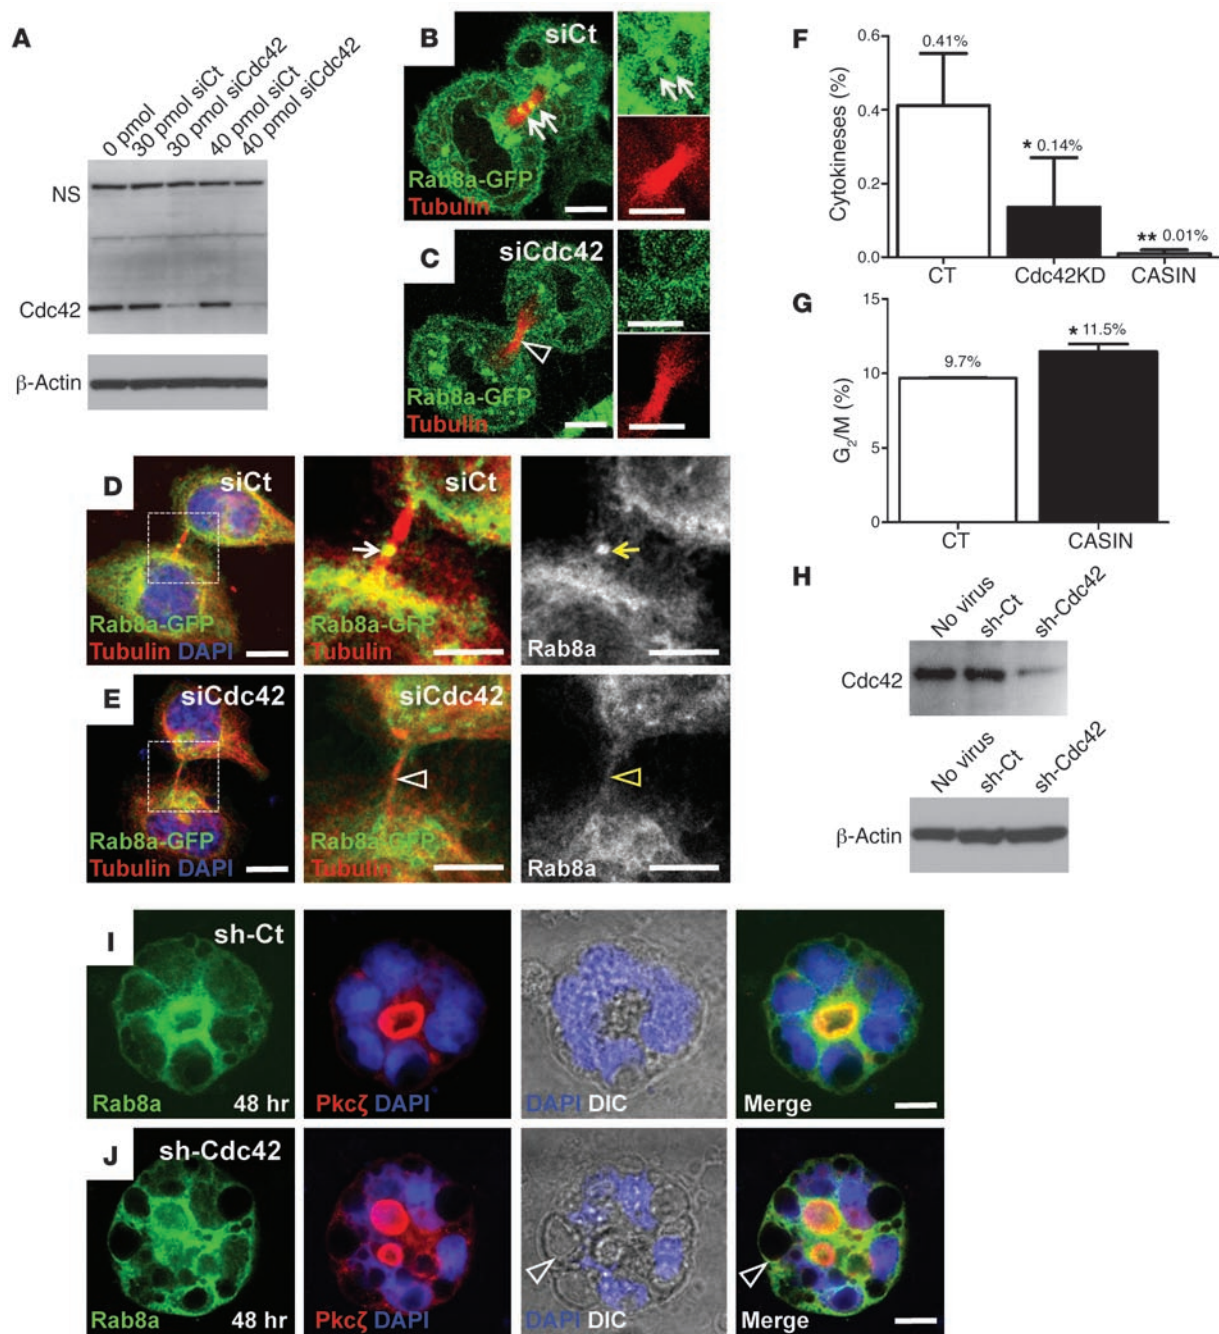 A
0 pmol
30 pmol siCt
30 pmol siCdc42
40 pmol siCt
40 pmol siCdc42
NS
Cdc42
β-Actin
B
siCt
Rab8a-GFP
Tubulin
C
siCdc42
Rab8a-GFP
Tubulin
D
siCt
Rab8a-GFP
Tubulin DAPI
siCt
Rab8a-GFP
Tubulin
Rab8a
E
siCdc42
Rab8a-GFP
Tubulin DAPI
siCdc42
Rab8a-GFP
Tubulin
Rab8a
F
Cytokineses (%)
0.6
0.4
0.2
0.0
0.41%
* 0.14%
** 0.01%
CT
Cdc42KD
CASIN
G
G₂/M (%)
15
10
5
0
9.7%
* 11.5%
CT
CASIN
H
No virus
sh-Ct
sh-Cdc42
Cdc42
No virus
sh-Ct
sh-Cdc42
β-Actin
I
sh-Ct
Rab8a
48 hr
Pkcζ DAPI
DAPI DIC
Merge
J
sh-Cdc42
Rab8a
48 hr
Pkcζ DAPI
DAPI DIC
Merge